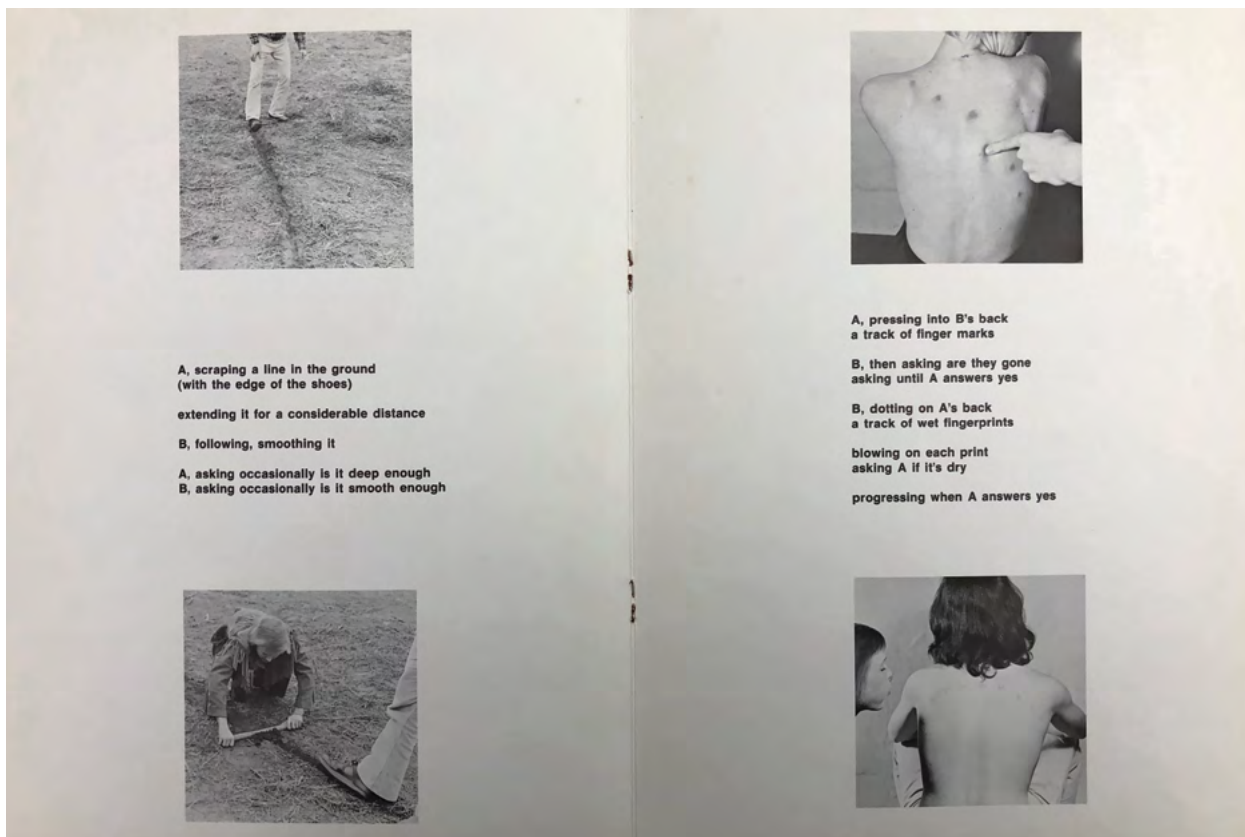 A, scraping a line in the ground
(with the edge of the shoes)
extending it for a considerable distance
B, following, smoothing it
A, asking occasionally is it deep enough
B, asking occasionally is it smooth enough
A, pressing into B's back
a track of finger marks
B, then asking are they gone
asking until A answers yes
B, dotting on A's back
a track of wet fingerprints
blowing on each print
asking A if it's dry
progressing when A answers yes